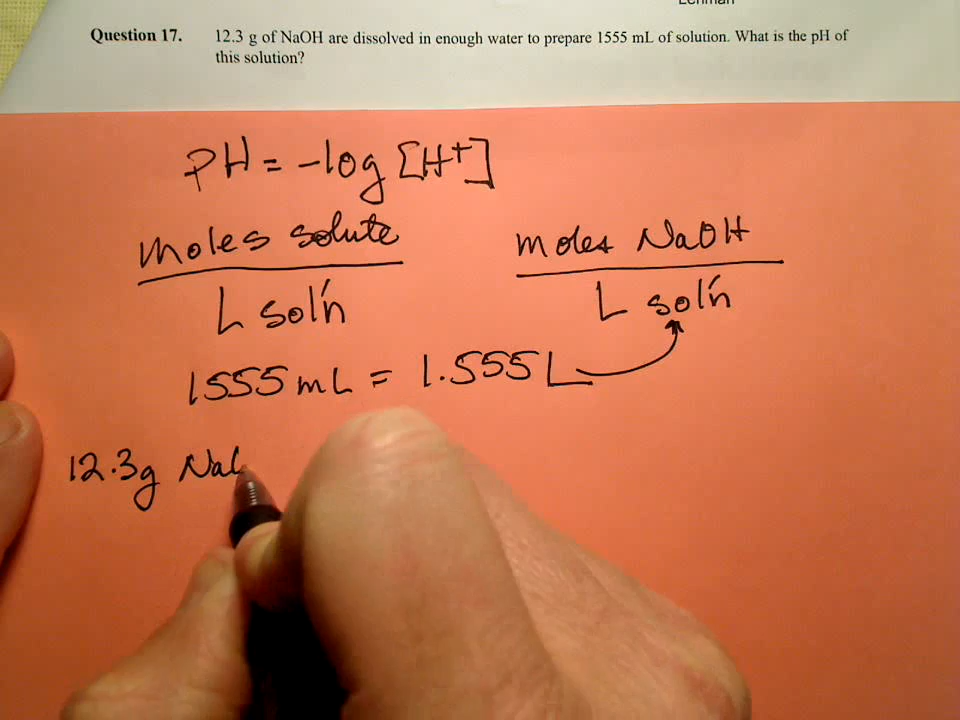 Lehman
Question 17. 12.3 g of NaOH are dissolved in enough water to prepare 1555 mL of solution. What is the pH of
this solution?
PH = -log [H+]
moles solute
L sol'n
moles NaOH
L sol'n
1555 mL = 1.555 L
12.3g Na